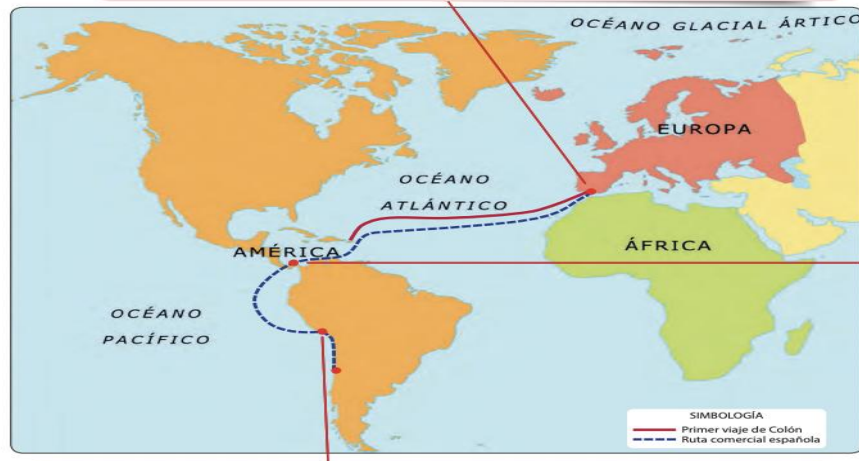 OCÉANO GLACIAL ÁRTICO
EUROPA
OCÉANO
ATLÁNTICO
AMÉRICA
ÁFRICA
OCÉANO
PACÍFICO
SIMBOLOGÍA
Primer viaje de Colón
Ruta comercial española